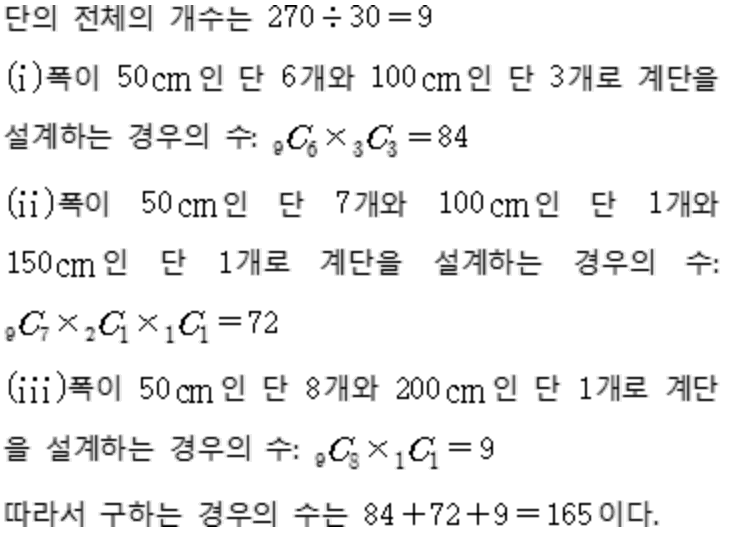 단의 전체의 개수는 270÷30=9
(i)폭이 50cm인 단 6개와 100cm인 단 3개로 계단을
설계하는 경우의 수: ₉C₆×₃C₃=84
(ii)폭이 50cm인 단 7개와 100cm인 단 1개와
150cm인 단 1개로 계단을 설계하는 경우의 수:
₉C₇×₂C₁×₁C₁=72
(iii)폭이 50cm인 단 8개와 200cm인 단 1개로 계단
을 설계하는 경우의 수: ₉C₈×₁C₁=9
따라서 구하는 경우의 수는 84+72+9=165이다.